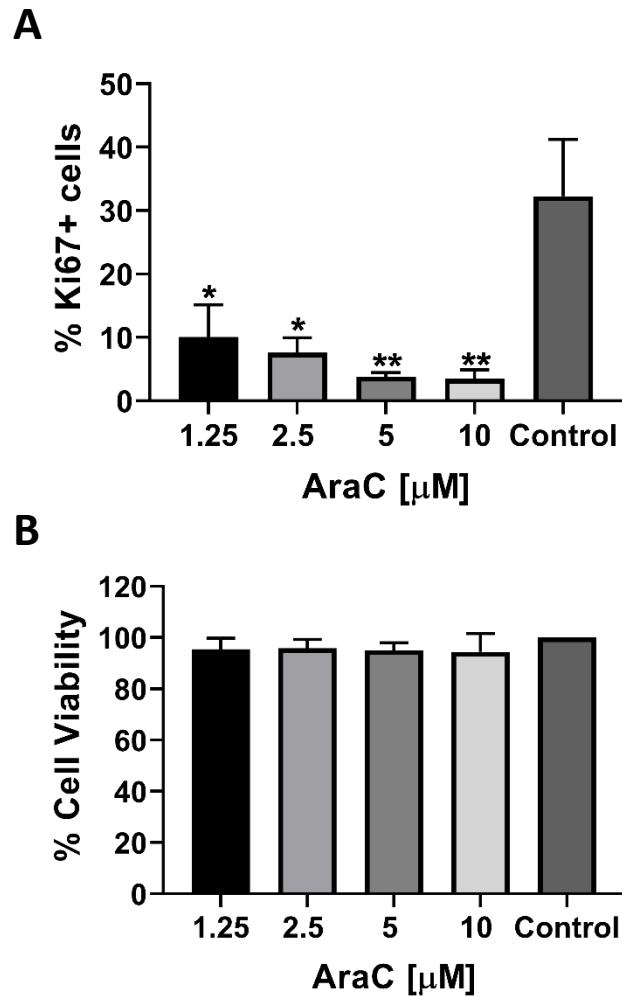 A
% Ki67+ cells
50
40
30
20
10
0
* * ** **
1.25 2.5 5 10 Control
AraC [μM]
B
% Cell Viability
120
100
80
60
40
20
0
1.25 2.5 5 10 Control
AraC [μM]